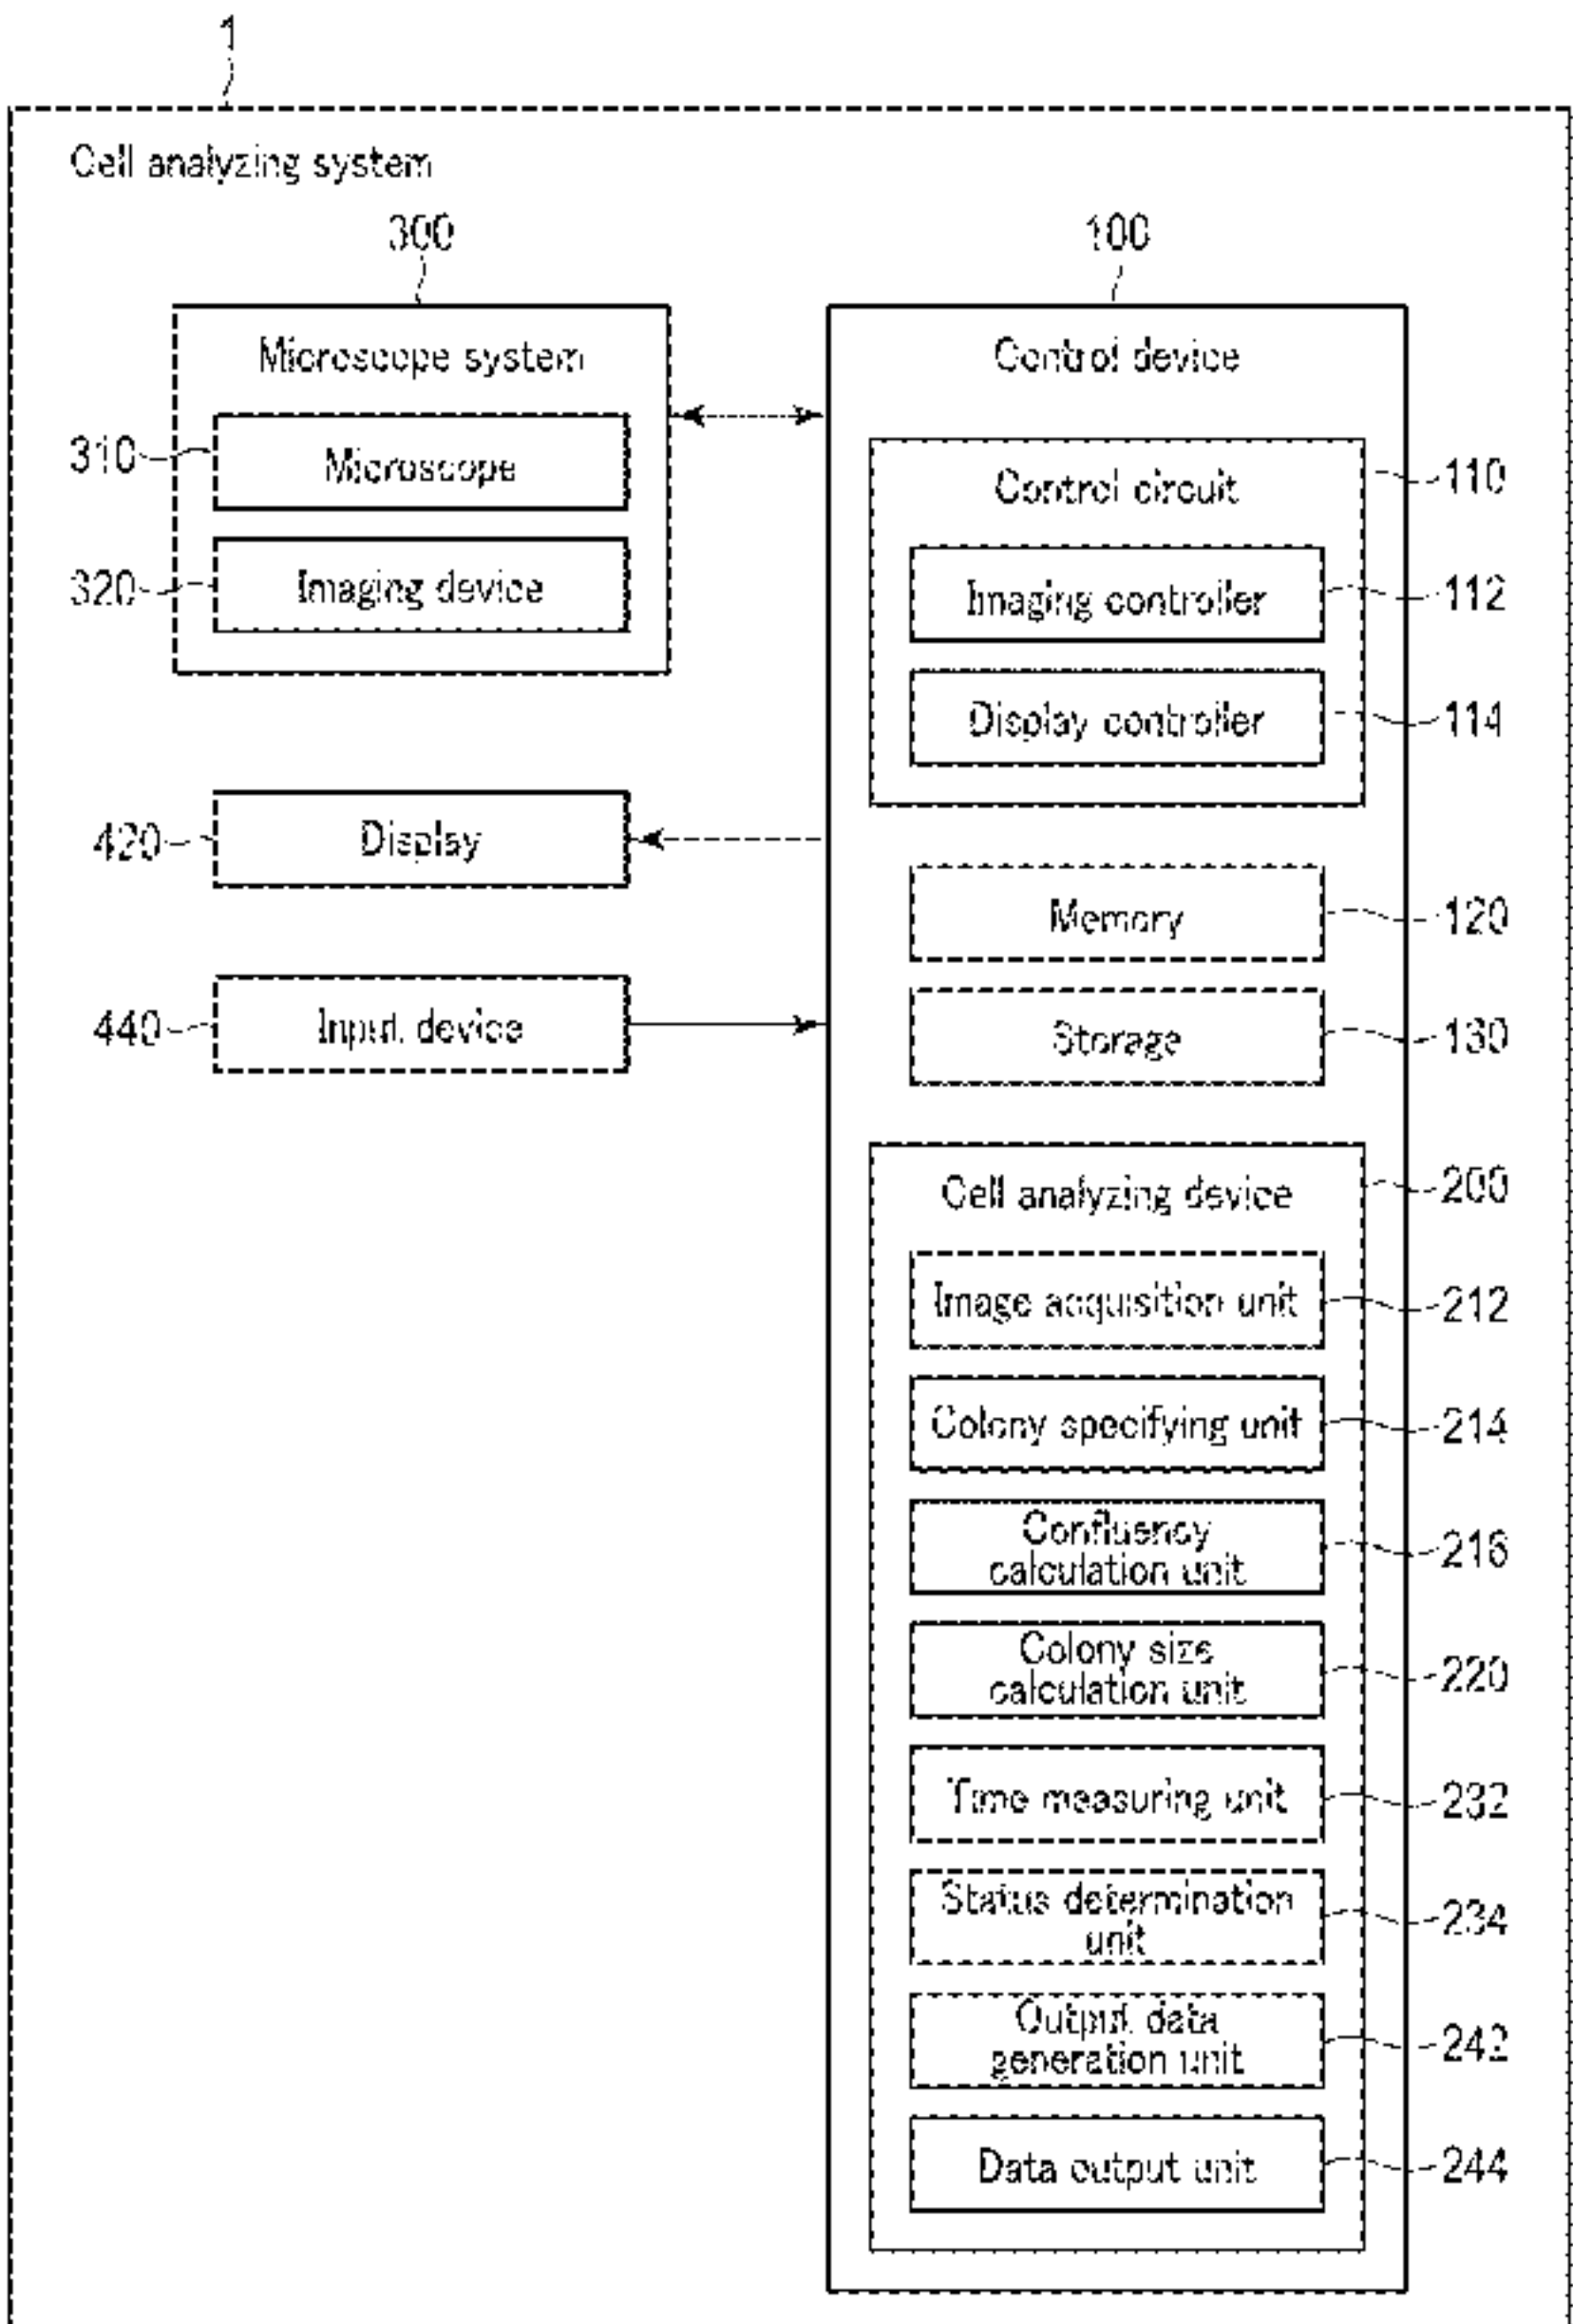 1
Cell analyzing system
300
Microscope system
310
Microscope
320
Imaging device
420
Display
440
Input device
100
Control device
Control circuit
110
Imaging controller
112
Display controller
114
Memory
120
Storage
130
Cell analyzing device
200
Image acquisition unit
212
Colony specifying unit
214
Confluency
calculation unit
216
Colony size
calculation unit
220
Time measuring unit
232
Status determination
unit
234
Output data
generation unit
242
Data output unit
244